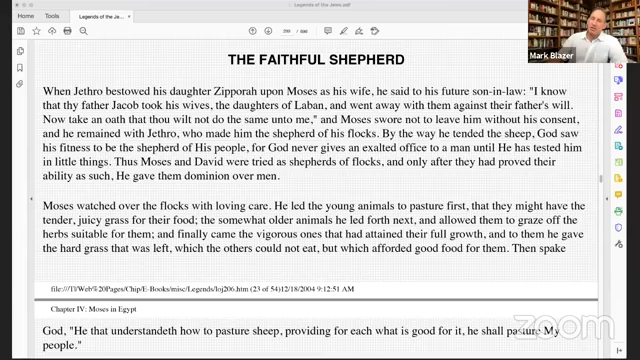 Legends of the Jews.pdf
Home
Tools
Legends of the Je...
Mark Blazer
THE FAITHFUL SHEPHERD
When Jethro bestowed his daughter Zipporah upon Moses as his wife, he said to his future son-in-law: "I know
that thy father Jacob took his wives, the daughters of Laban, and went away with them against their father's will.
Now take an oath that thou wilt not do the same unto me," and Moses swore not to leave him without his consent,
and he remained with Jethro, who made him the shepherd of his flocks. By the way he tended the sheep, God saw
his fitness to be the shepherd of His people, for God never gives an exalted office to a man until He has tested him
in little things. Thus Moses and David were tried as shepherds of flocks, and only after they had proved their
ability as such, He gave them dominion over men.
Moses watched over the flocks with loving care. He led the young animals to pasture first, that they might have the
tender, juicy grass for their food; the somewhat older animals he led forth next, and allowed them to graze off the
herbs suitable for them; and finally came the vigorous ones that had attained their full growth, and to them he gave
the hard grass that was left, which the others could not eat, but which afforded good food for them. Then spake
file:///T|/Web%20Pages/Chip/E-Books/misc/Legends/loj206.htm (23 of 54)12/18/2004 9:12:51 AM
Chapter IV: Moses in Egypt
God, "He that understandeth how to pasture sheep, providing for each what is good for it, he shall pasture My
people."
zoom